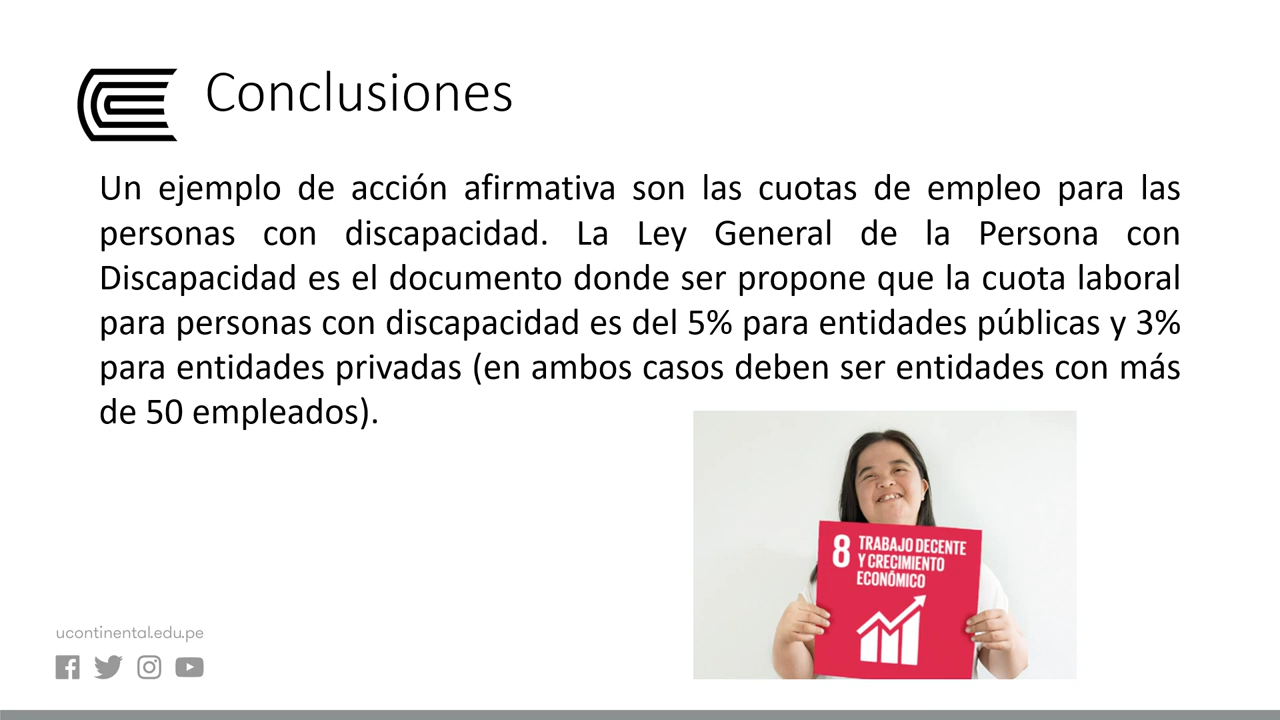 Conclusiones
Un ejemplo de acción afirmativa son las cuotas de empleo para las
personas con discapacidad. La Ley General de la Persona con
Discapacidad es el documento donde ser propone que la cuota laboral
para personas con discapacidad es del 5% para entidades públicas y 3%
para entidades privadas (en ambos casos deben ser entidades con más
de 50 empleados).
8 TRABAJO DECENTE
Y CRECIMIENTO
ECONÓMICO
ucontinental.edu.pe